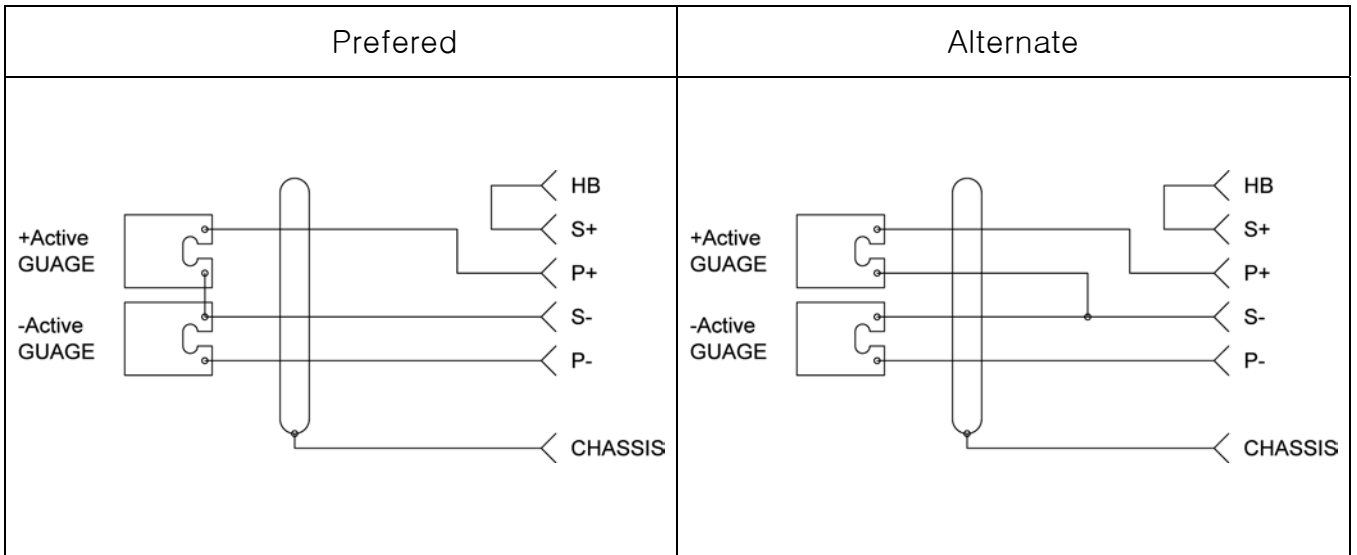 Prefered
Alternate
+Active
GUAGE
-Active
GUAGE
HB
S+
P+
S-
P-
CHASSIS
+Active
GUAGE
-Active
GUAGE
HB
S+
P+
S-
P-
CHASSIS